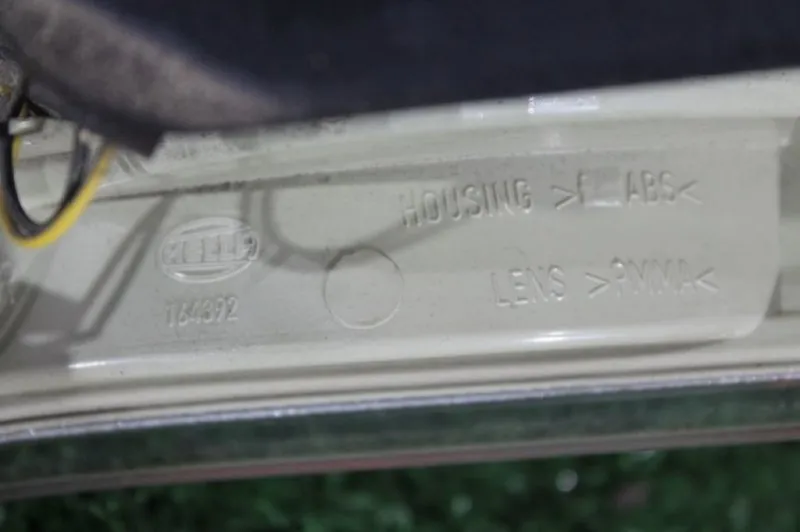 HOUSING >P ABS<
HELLA
LENS >PMMA<
164392